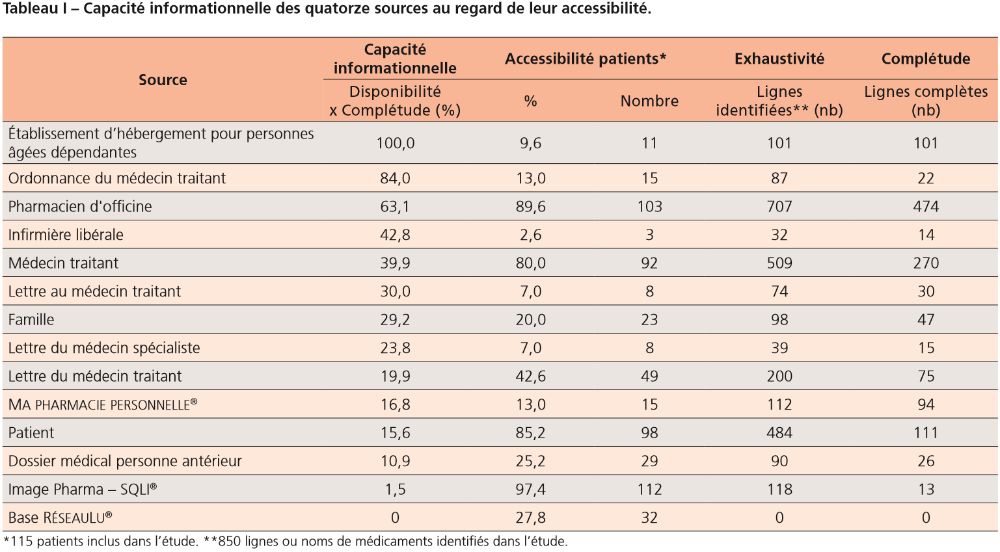 Tableau I – Capacité informationnelle des quatorze sources au regard de leur accessibilité.
Source
Capacité
informationnelle
Accessibilité patients*
Exhaustivité
Complétude
Disponibilité
x Complétude (%)
%
Nombre
Lignes
identifiées** (nb)
Lignes complètes
(nb)
Établissement d’hébergement pour personnes
âgées dépendantes
100,0 9,6 11 101 101
Ordonnance du médecin traitant 84,0 13,0 15 87 22
Pharmacien d'officine 63,1 89,6 103 707 474
Infirmière libérale 42,8 2,6 3 32 14
Médecin traitant 39,9 80,0 92 509 270
Lettre au médecin traitant 30,0 7,0 8 74 30
Famille 29,2 20,0 23 98 47
Lettre du médecin spécialiste 23,8 7,0 8 39 15
Lettre du médecin traitant 19,9 42,6 49 200 75
MA PHARMACIE PERSONNELLE® 16,8 13,0 15 112 94
Patient 15,6 85,2 98 484 111
Dossier médical personne antérieur 10,9 25,2 29 90 26
Image Pharma – SQLI® 1,5 97,4 112 118 13
Base RÉSEAULU® 0 27,8 32 0 0
*115 patients inclus dans l’étude. **850 lignes ou noms de médicaments identifiés dans l’étude.